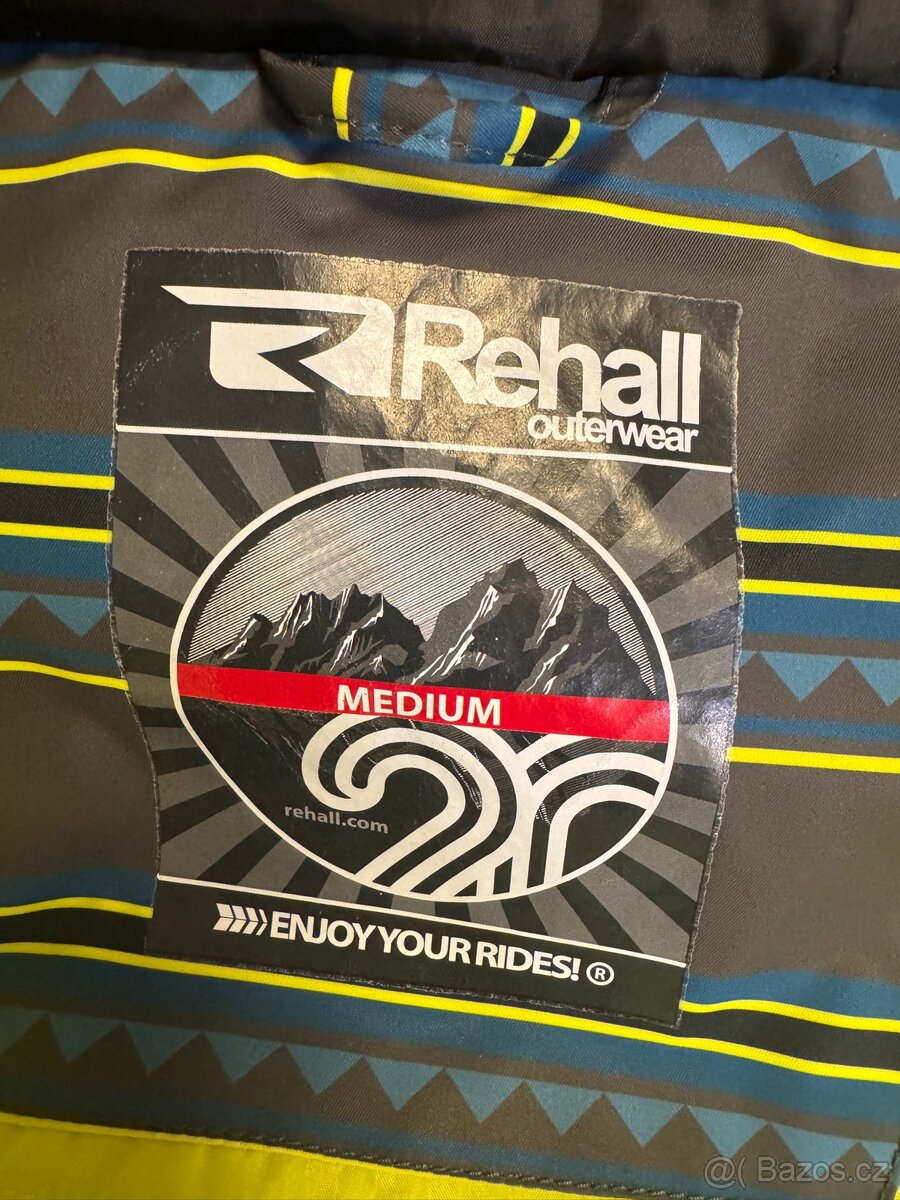 Rehall
outerwear
MEDIUM
rehall.com
ENJOY YOUR RIDES! ®
@( Bazos.cz